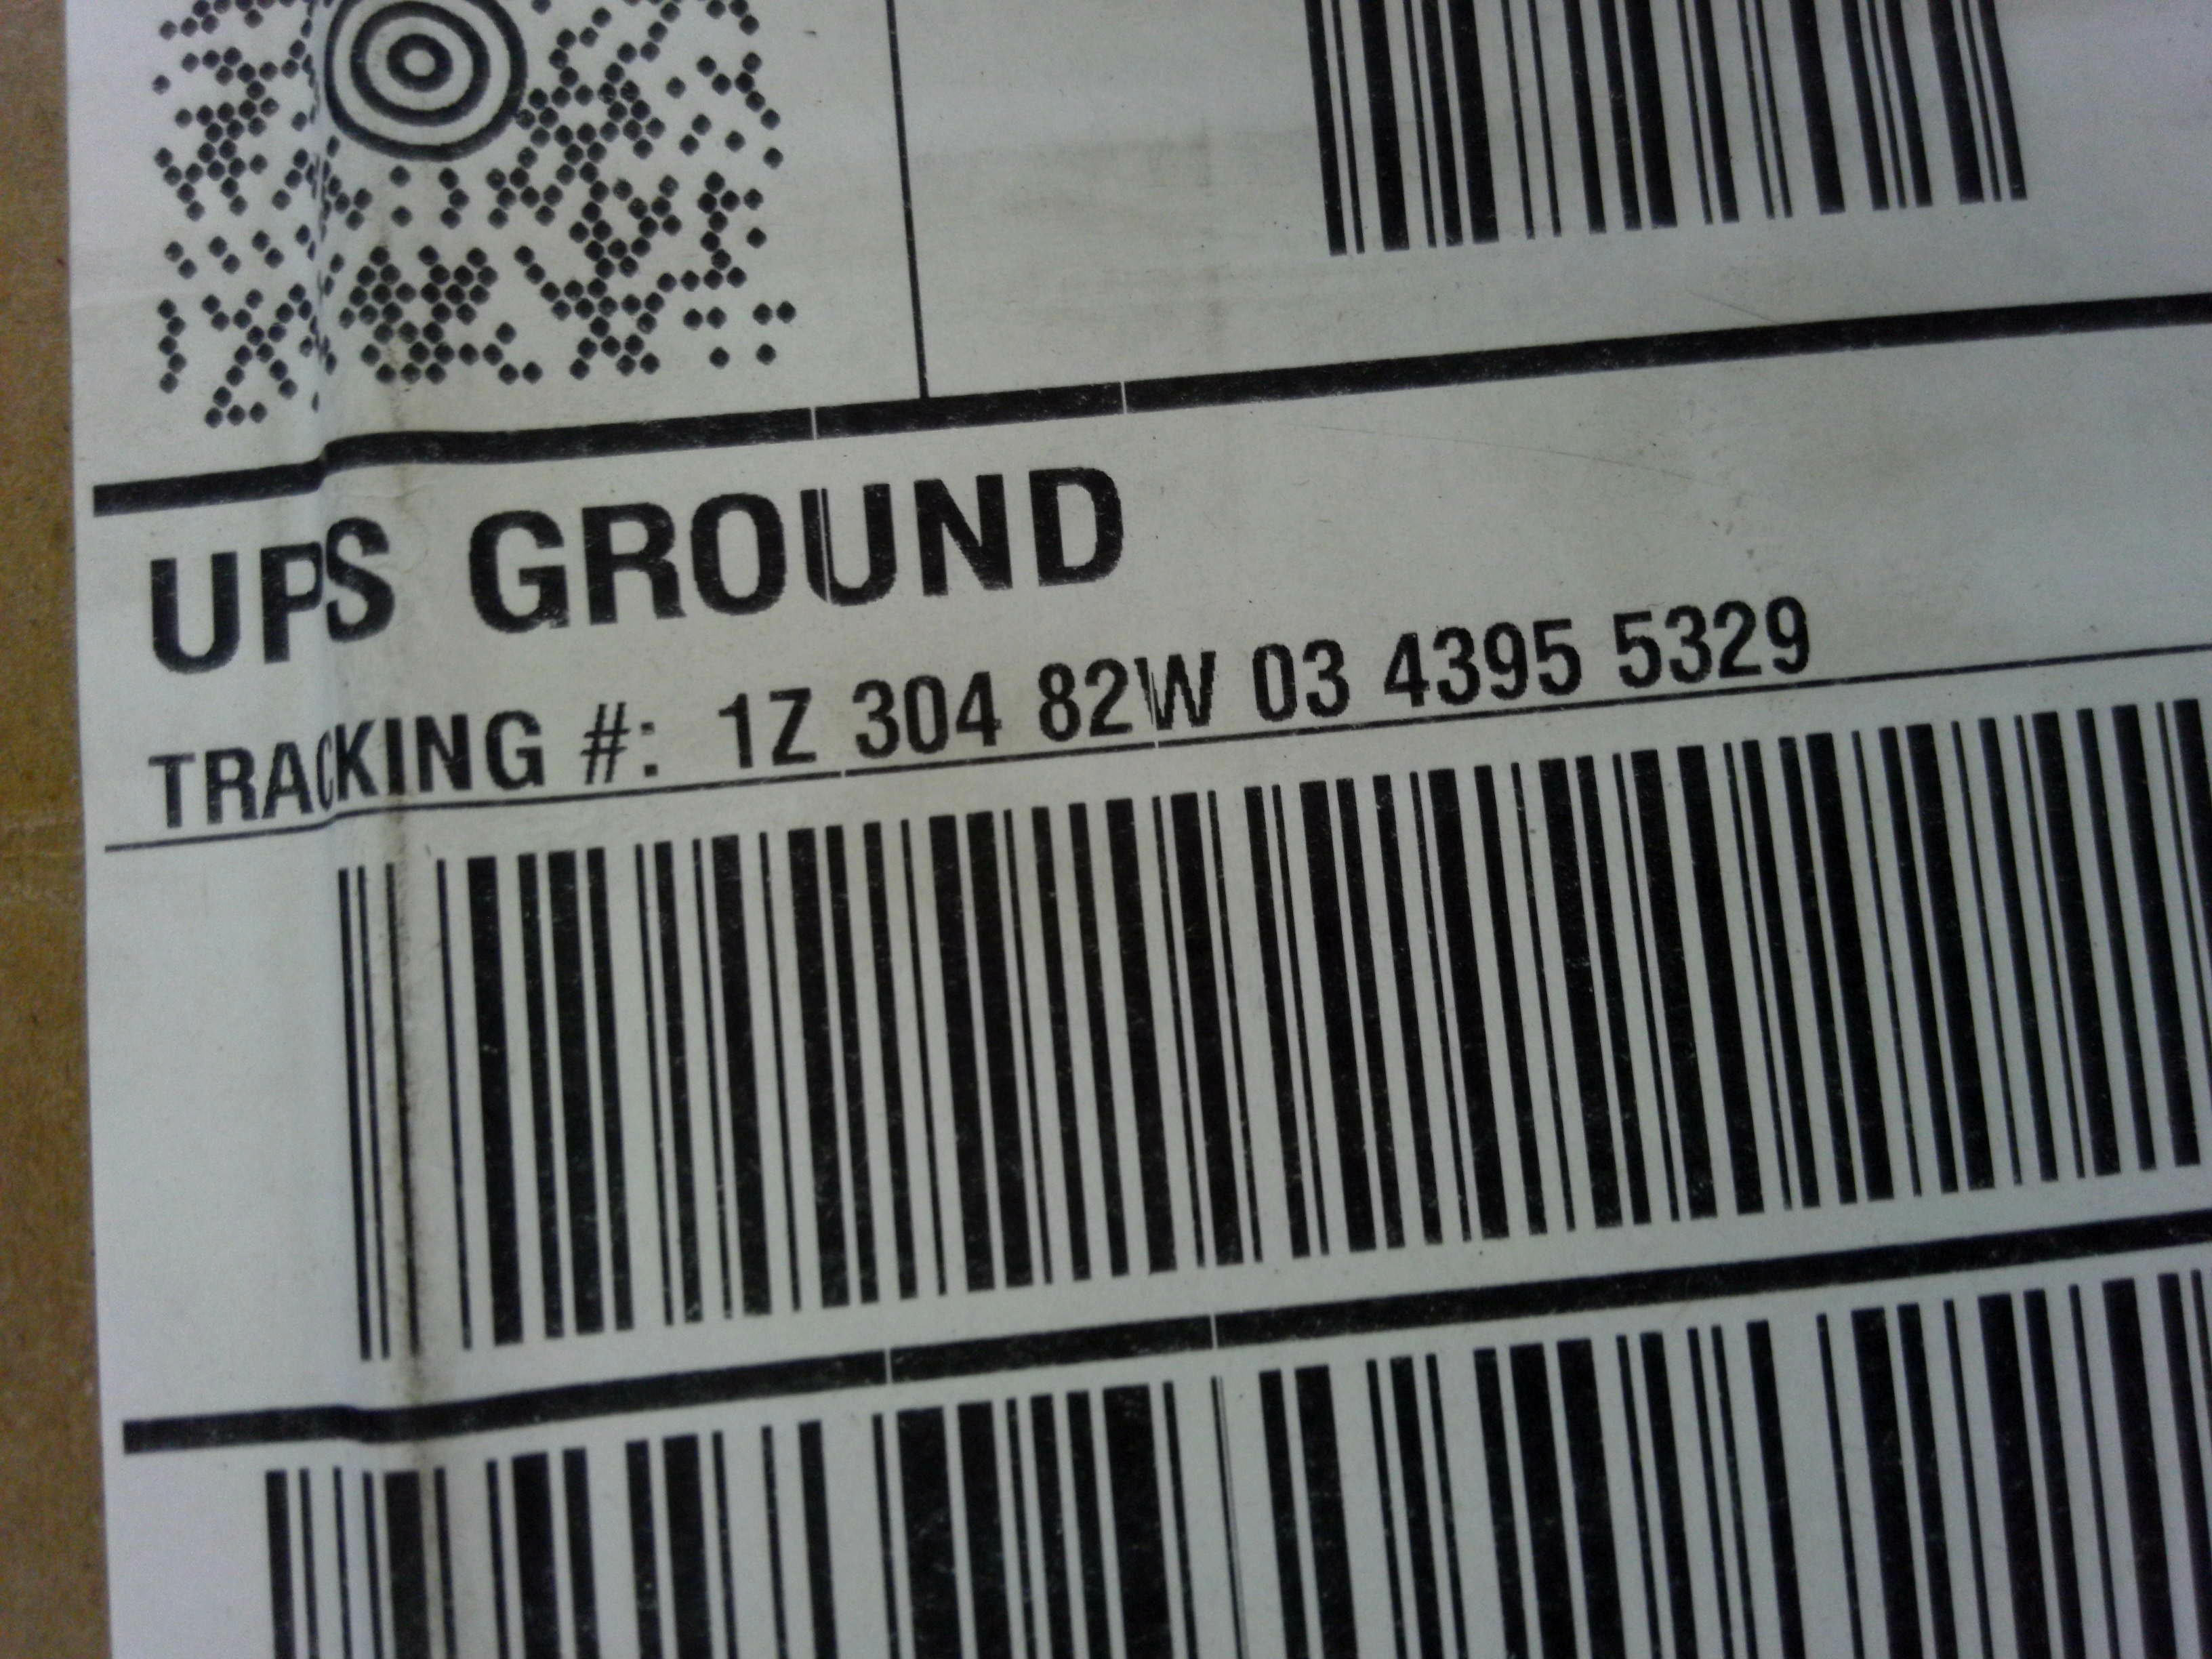 UPS GROUND
TRACKING #: 1Z 304 82W 03 4395 5329